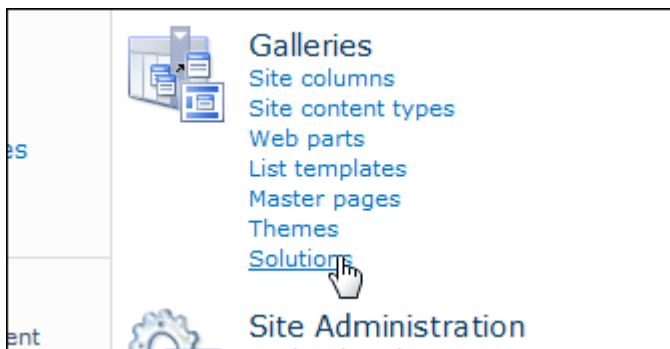 Galleries
Site columns
Site content types
Web parts
List templates
Master pages
Themes
Solutions
Site Administration